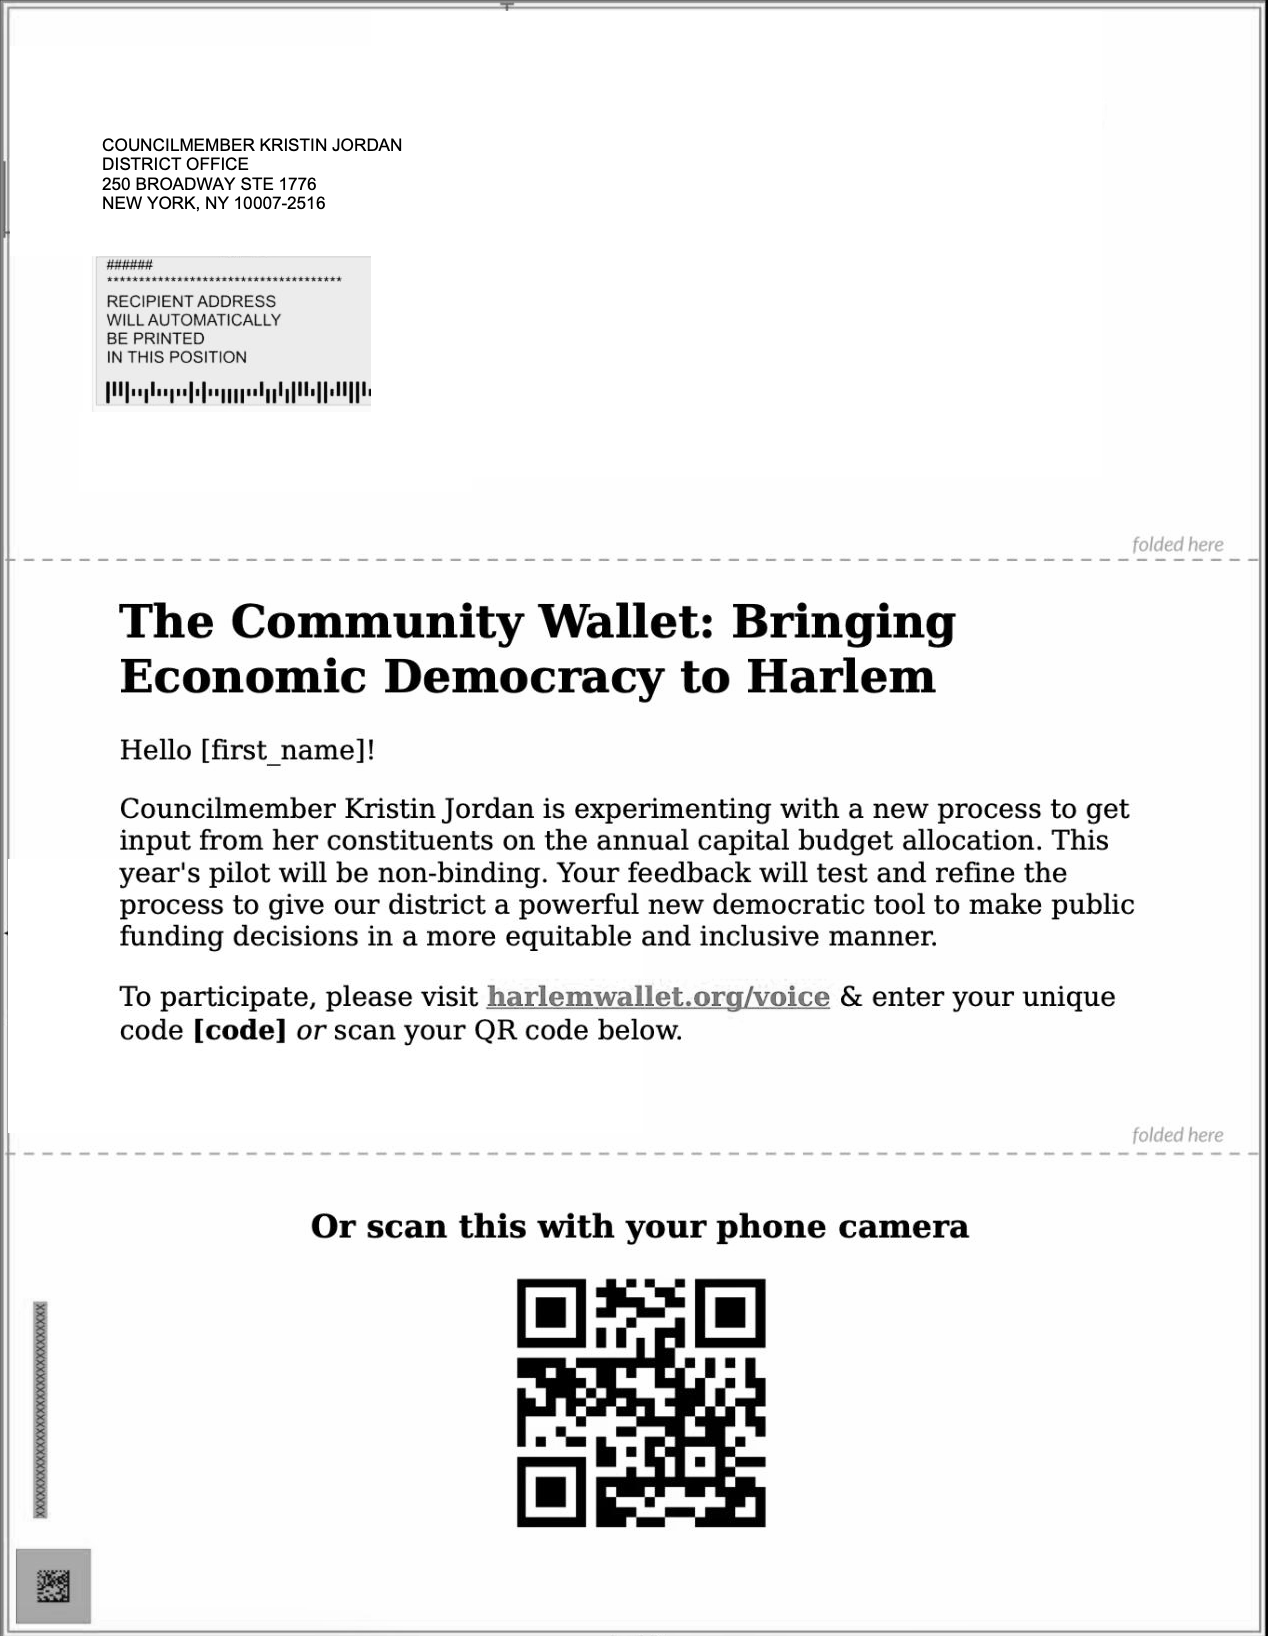 COUNCILMEMBER KRISTIN JORDAN
DISTRICT OFFICE
250 BROADWAY STE 1776
NEW YORK, NY 10007-2516
######
*************************************
RECIPIENT ADDRESS
WILL AUTOMATICALLY
BE PRINTED
IN THIS POSITION
folded here
The Community Wallet: Bringing
Economic Democracy to Harlem
Hello [first_name]!
Councilmember Kristin Jordan is experimenting with a new process to get
input from her constituents on the annual capital budget allocation. This
year's pilot will be non-binding. Your feedback will test and refine the
process to give our district a powerful new democratic tool to make public
funding decisions in a more equitable and inclusive manner.
To participate, please visit harlemwallet.org/voice & enter your unique
code [code] or scan your QR code below.
folded here
Or scan this with your phone camera